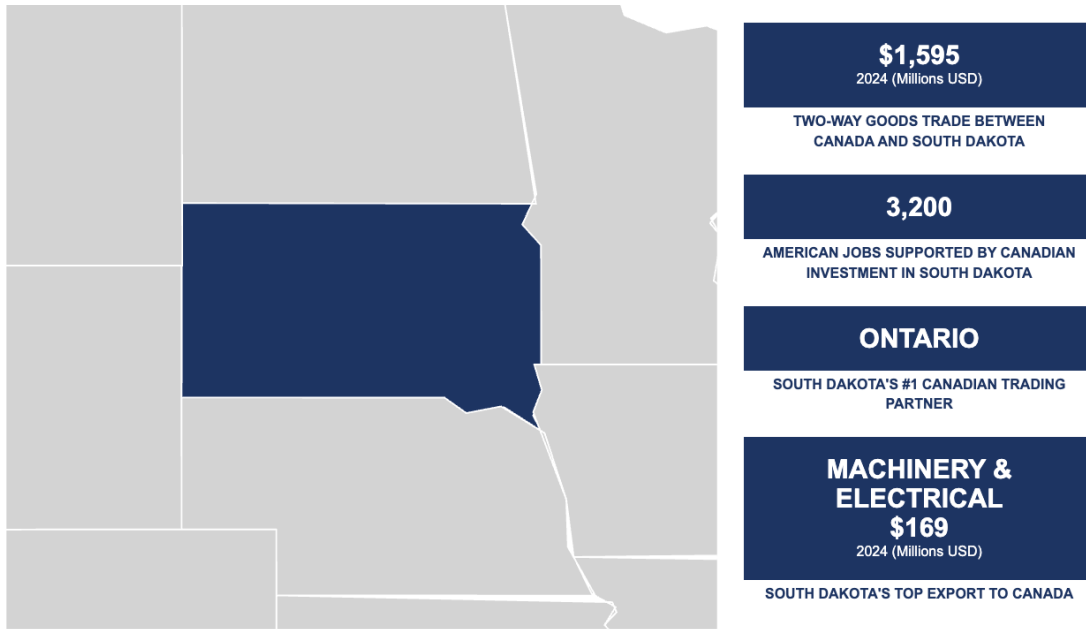 $1,595
2024 (Millions USD)
TWO-WAY GOODS TRADE BETWEEN
CANADA AND SOUTH DAKOTA
3,200
AMERICAN JOBS SUPPORTED BY CANADIAN
INVESTMENT IN SOUTH DAKOTA
ONTARIO
SOUTH DAKOTA'S #1 CANADIAN TRADING
PARTNER
MACHINERY &
ELECTRICAL
$169
2024 (Millions USD)
SOUTH DAKOTA'S TOP EXPORT TO CANADA